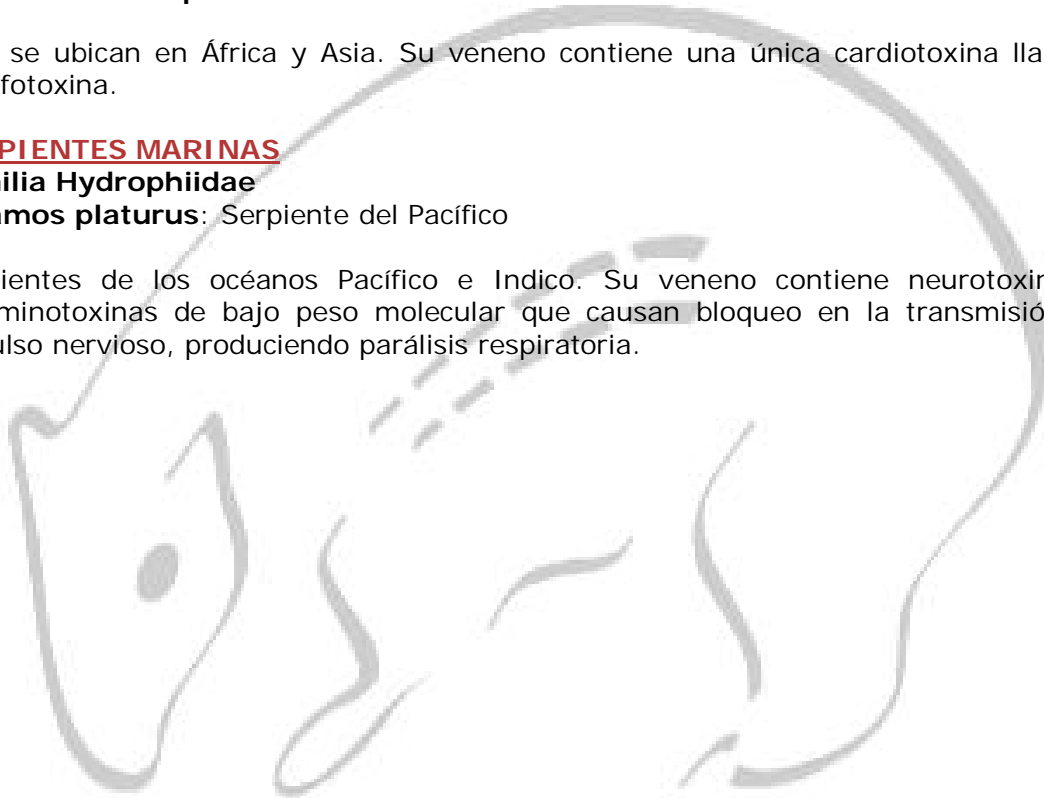 se ubican en África y Asia. Su veneno contiene una única cardiotoxina lla
fotoxina.
PIENTES MARINAS
ilia Hydrophiidae
amos platurus: Serpiente del Pacífico
ientes de los océanos Pacífico e Indico. Su veneno contiene neurotoxin
minotoxinas de bajo peso molecular que causan bloqueo en la transmisió
ulso nervioso, produciendo parálisis respiratoria.